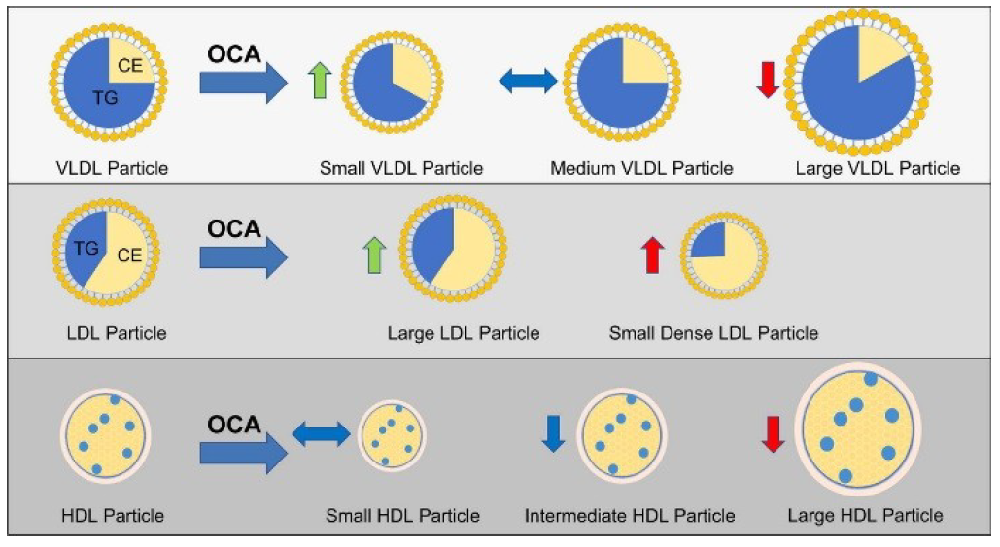 OCA
CE
TG
VLDL Particle
Small VLDL Particle
Medium VLDL Particle
Large VLDL Particle
OCA
TG
CE
LDL Particle
Large LDL Particle
Small Dense LDL Particle
OCA
HDL Particle
Small HDL Particle
Intermediate HDL Particle
Large HDL Particle